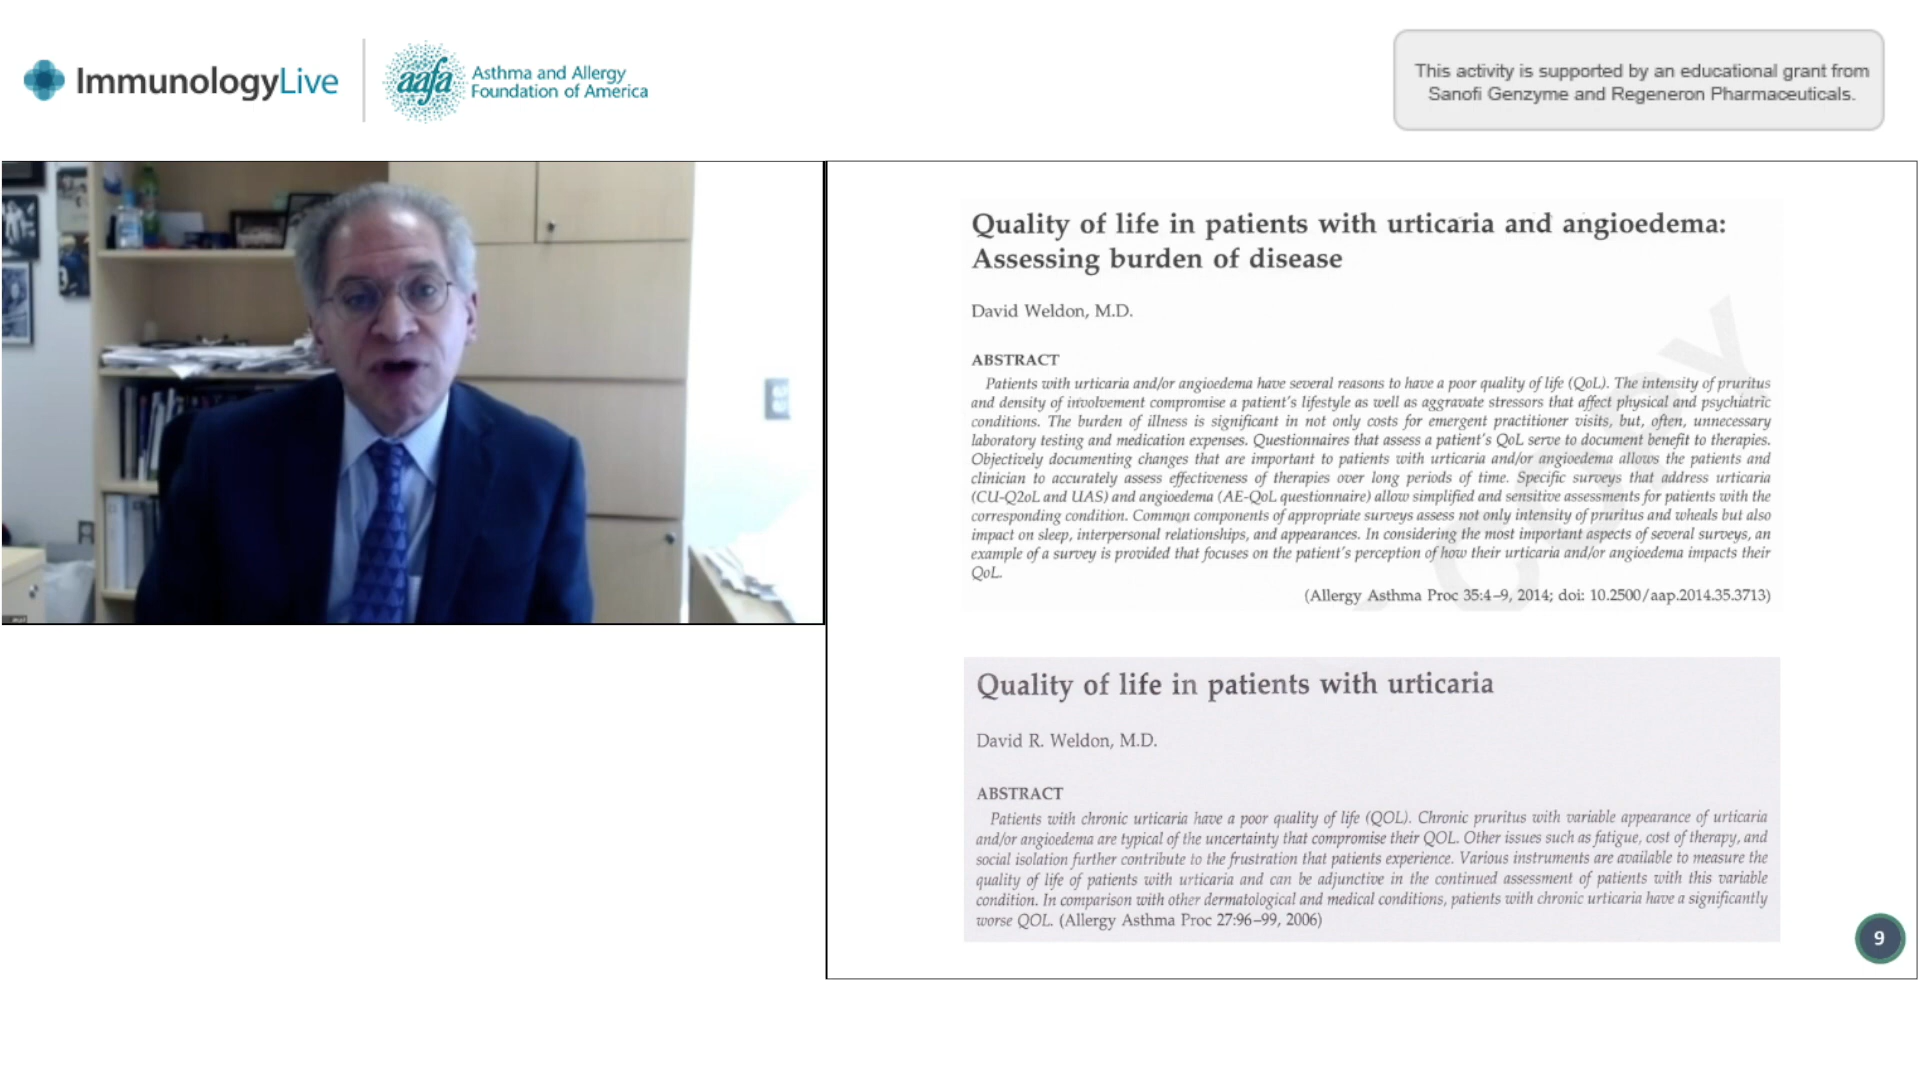 ImmunologyLive
aafa
Asthma and Allergy
Foundation of America
This activity is supported by an educational grant from
Sanofi Genzyme and Regeneron Pharmaceuticals.
Quality of life in patients with urticaria and angioedema:
Assessing burden of disease
David Weldon, M.D.
ABSTRACT
Patients with urticaria and/or angioedema have several reasons to have a poor quality of life (QoL). The intensity of pruritus
and density of involvement compromise a patient's lifestyle as well as aggravate stressors that affect physical and psychiatric
conditions. The burden of illness is significant in not only costs for emergent practitioner visits, but, often, unnecessary
laboratory testing and medication expenses. Questionnaires that assess a patient's QoL serve to document benefit to therapies.
Objectively documenting changes that are important to patients with urticaria and/or angioedema allows the patients and
clinician to accurately assess effectiveness of therapies over long periods of time. Specific surveys that address urticaria
(CU-Q2oL and UAS) and angioedema (AE-QoL questionnaire) allow simplified and sensitive assessments for patients with the
corresponding condition. Common components of appropriate surveys assess not only intensity of pruritus and wheals but also
impact on sleep, interpersonal relationships, and appearances. In considering the most important aspects of several surveys, an
example of a survey is provided that focuses on the patient's perception of how their urticaria and/or angioedema impacts their
QoL.
(Allergy Asthma Proc 35:4–9, 2014; doi: 10.2500/aap.2014.35.3713)
Quality of life in patients with urticaria
David R. Weldon, M.D.
ABSTRACT
Patients with chronic urticaria have a poor quality of life (QOL). Chronic pruritus with variable appearance of urticaria
and/or angioedema are typical of the uncertainty that compromise their QOL. Other issues such as fatigue, cost of therapy, and
social isolation further contribute to the frustration that patients experience. Various instruments are available to measure the
quality of life of patients with urticaria and can be adjunctive in the continued assessment of patients with this variable
condition. In comparison with other dermatological and medical conditions, patients with chronic urticaria have a significantly
worse QOL. (Allergy Asthma Proc 27:96–99, 2006)
9